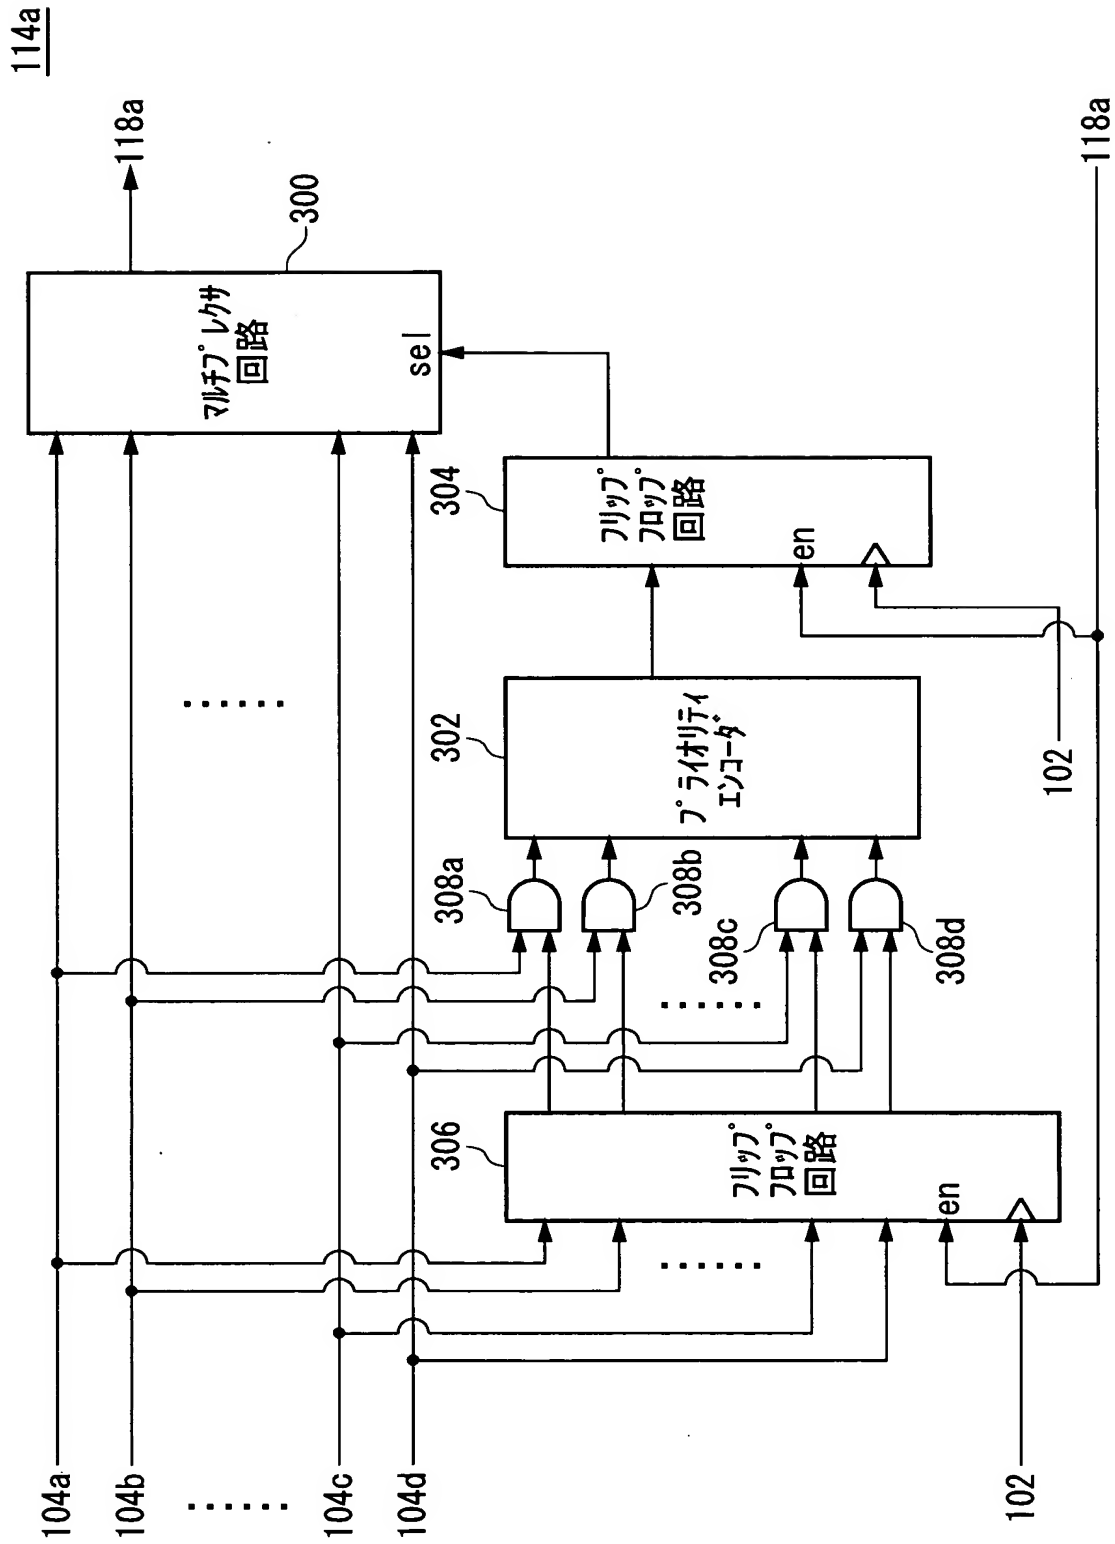 114a
118a
マルチプレクサ
回路
sel
300
304
フリップ
フロップ
回路
en
302
プライオリティ
エンコーダ
102
118a
308a
308b
308c
308d
......
......
306
フリップ
フロップ
回路
en
......
104a
104b
......
104c
104d
102